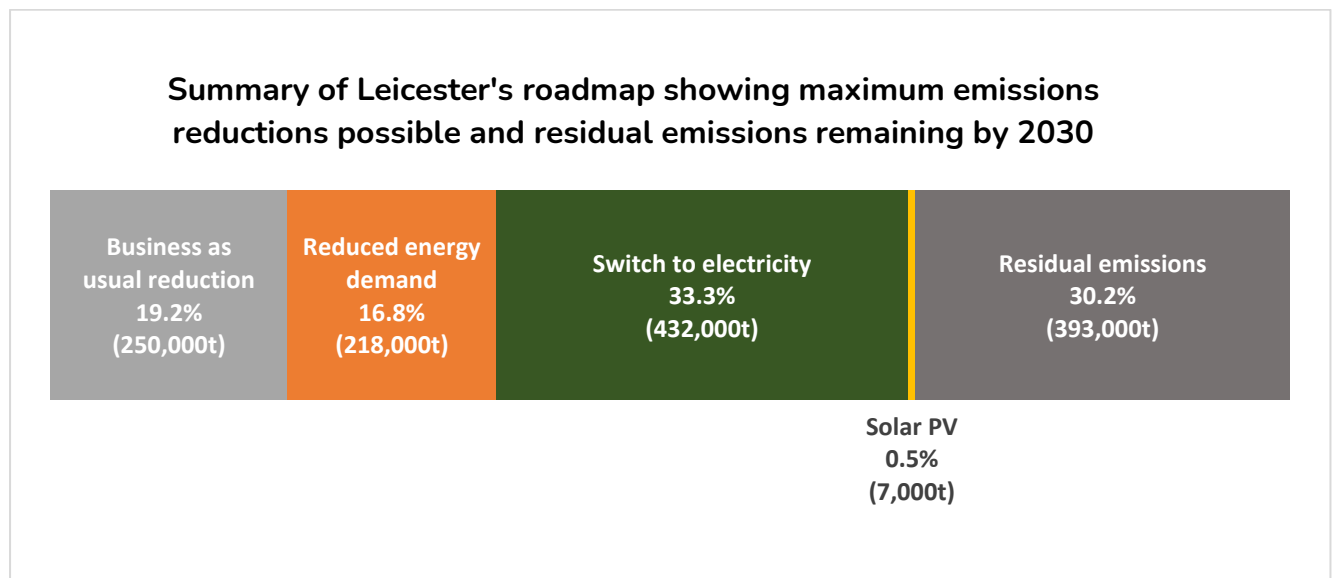 Summary of Leicester's roadmap showing maximum emissions
reductions possible and residual emissions remaining by 2030
Business as
usual reduction
19.2%
(250,000t)
Reduced energy
demand
16.8%
(218,000t)
Switch to electricity
33.3%
(432,000t)
Solar PV
0.5%
(7,000t)
Residual emissions
30.2%
(393,000t)